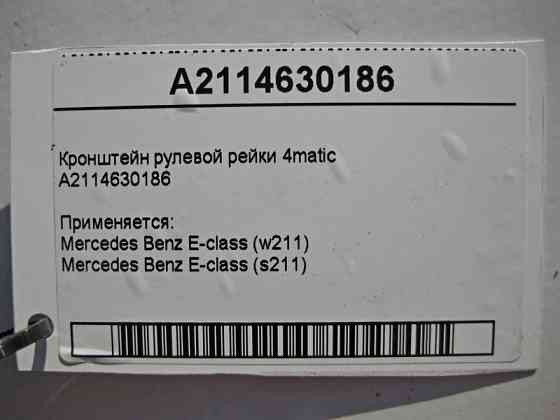 A2114630186
Кронштейн рулевой рейки 4matic
A2114630186
Применяется:
Mercedes Benz E-class (w211)
Mercedes Benz E-class (s211)